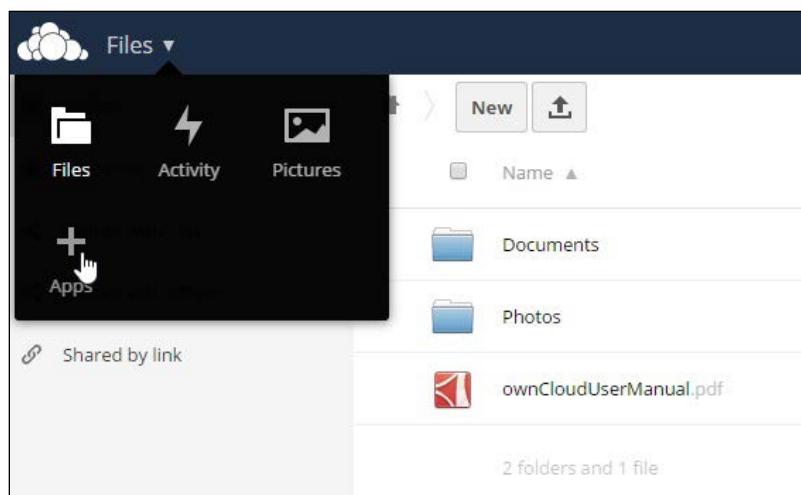 Files ▼
Files
Activity
Pictures
Apps
New
Name ▲
Documents
Photos
Shared by link
ownCloudUserManual.pdf
2 folders and 1 file